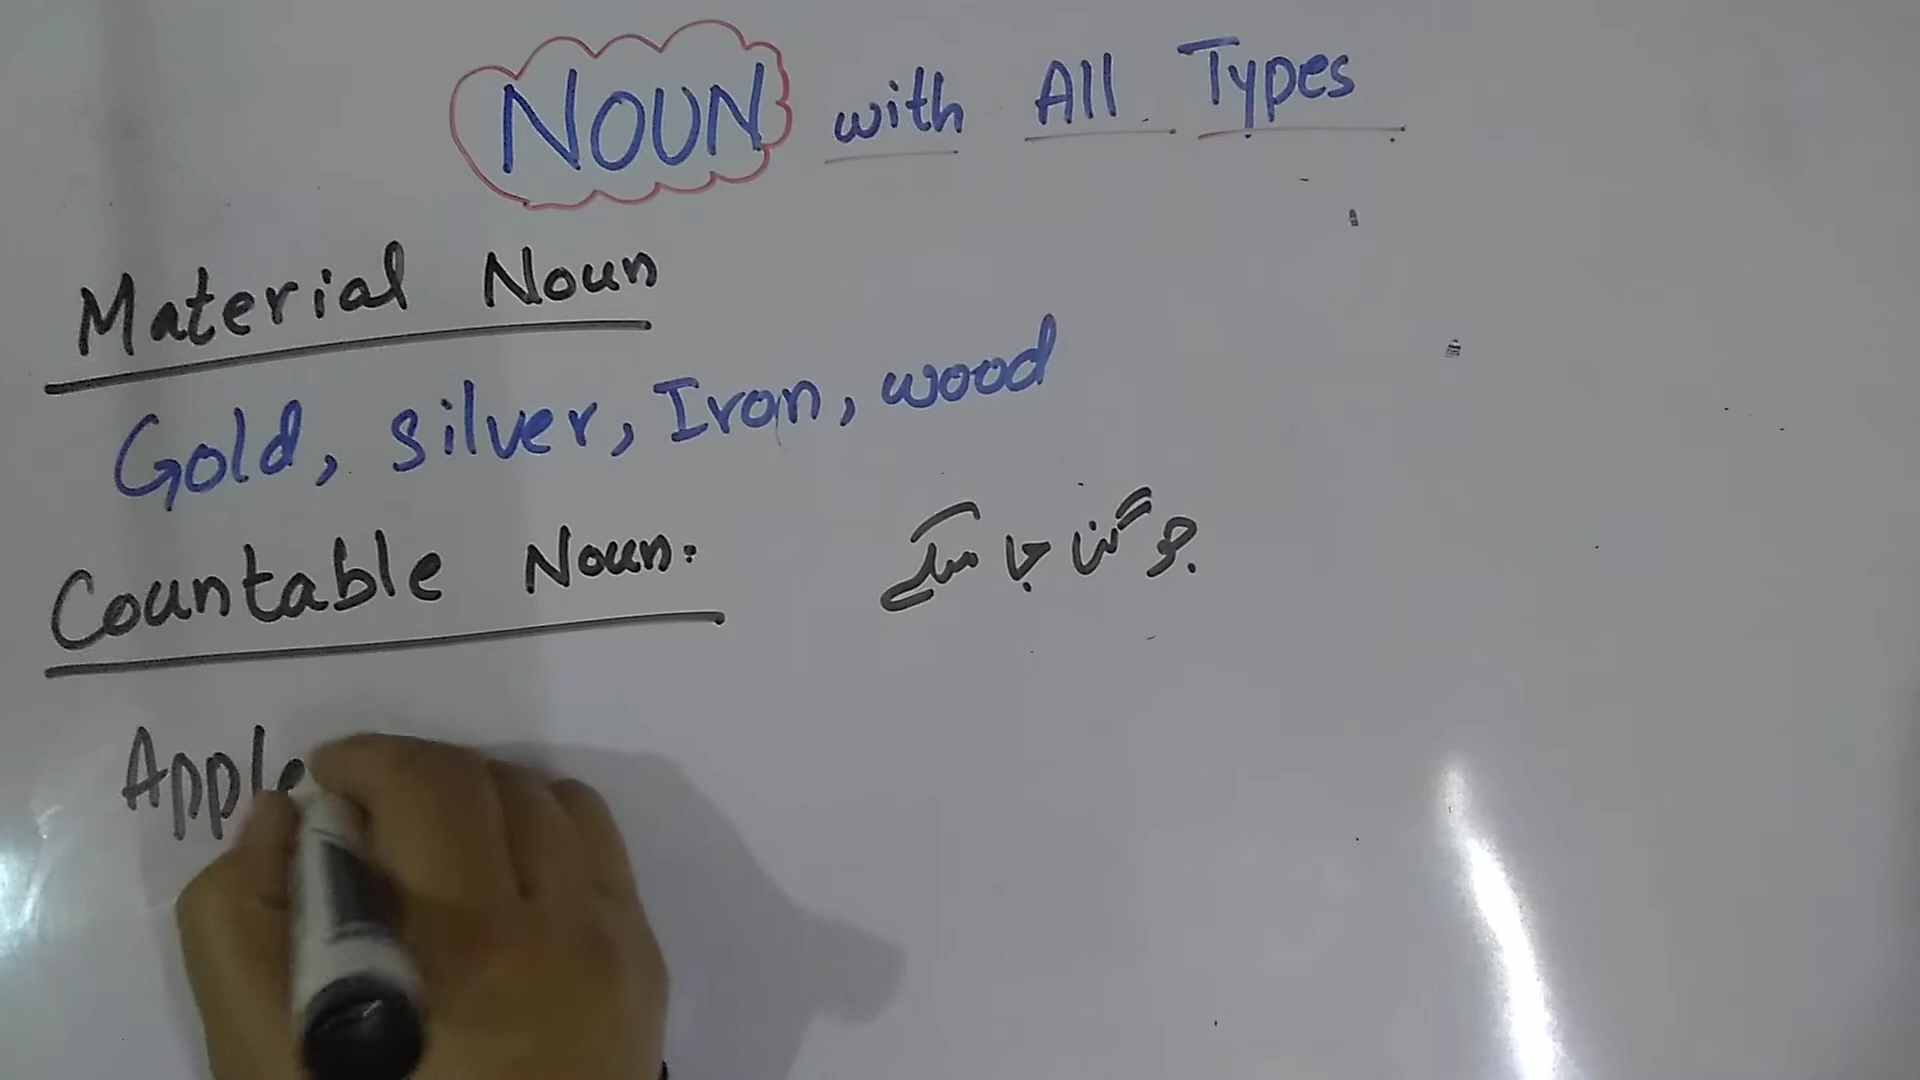 NOUN with All Types
Material Noun
Gold, silver, Iron, wood
Countable Noun: جو گنا جا سکے
Apple